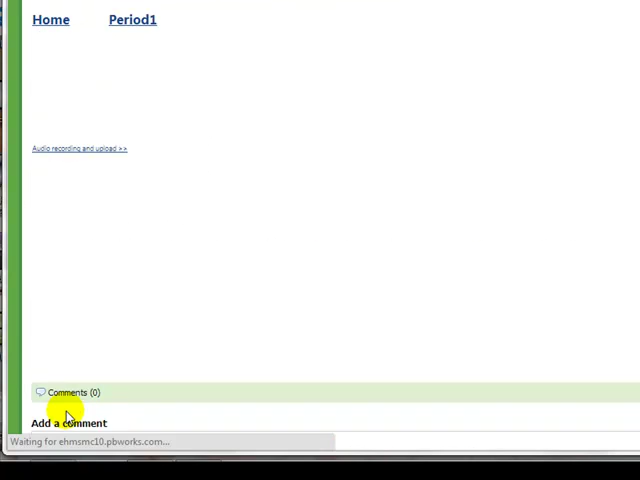 Home Period1
Audio recording and upload >>
Comments (0)
Add a comment
Waiting for ehmsmc10.pbworks.com...